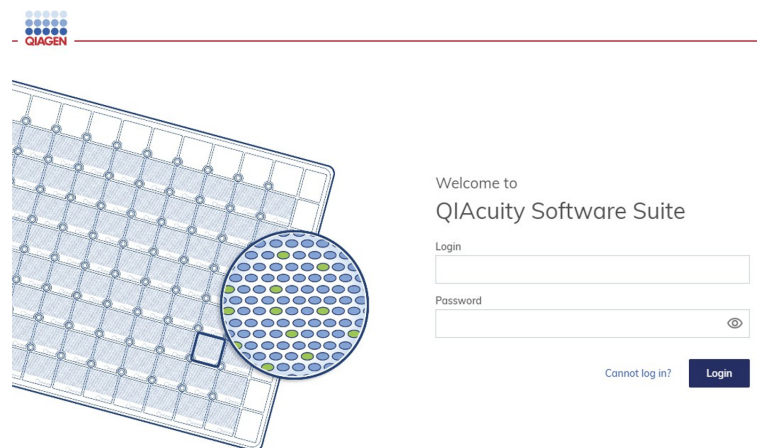 QIAGEN
Welcome to
QIAcuity Software Suite
Login
Password
Cannot log in?
Login